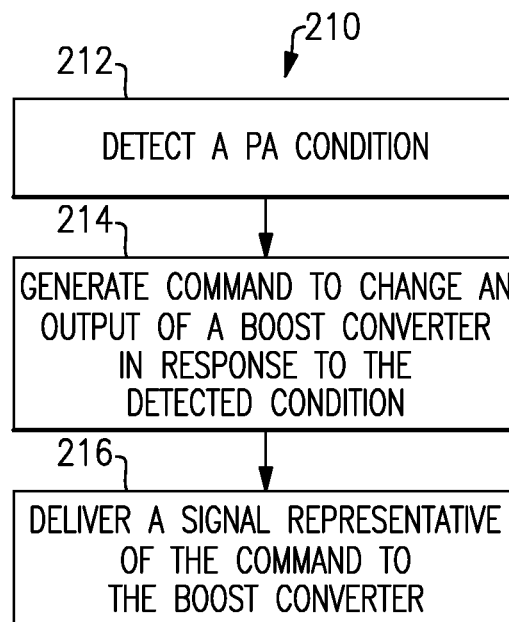 210
212
DETECT A PA CONDITION
214
GENERATE COMMAND TO CHANGE AN
OUTPUT OF A BOOST CONVERTER
IN RESPONSE TO THE
DETECTED CONDITION
216
DELIVER A SIGNAL REPRESENTATIVE
OF THE COMMAND TO
THE BOOST CONVERTER